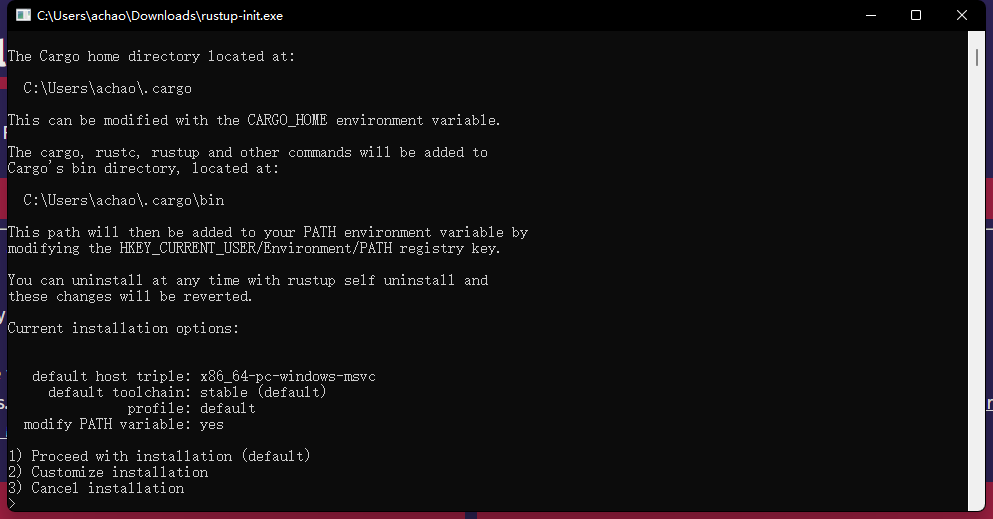 C:\Users\achao\Downloads\rustup-init.exe
The Cargo home directory located at:
C:\Users\achao\.cargo
This can be modified with the CARGO_HOME environment variable.
The cargo, rustc, rustup and other commands will be added to
Cargo's bin directory, located at:
C:\Users\achao\.cargo\bin
This path will then be added to your PATH environment variable by
modifying the HKEY_CURRENT_USER/Environment/PATH registry key.
You can uninstall at any time with rustup self uninstall and
these changes will be reverted.
Current installation options:
default host triple: x86_64-pc-windows-msvc
default toolchain: stable (default)
profile: default
modify PATH variable: yes
1) Proceed with installation (default)
2) Customize installation
3) Cancel installation
>